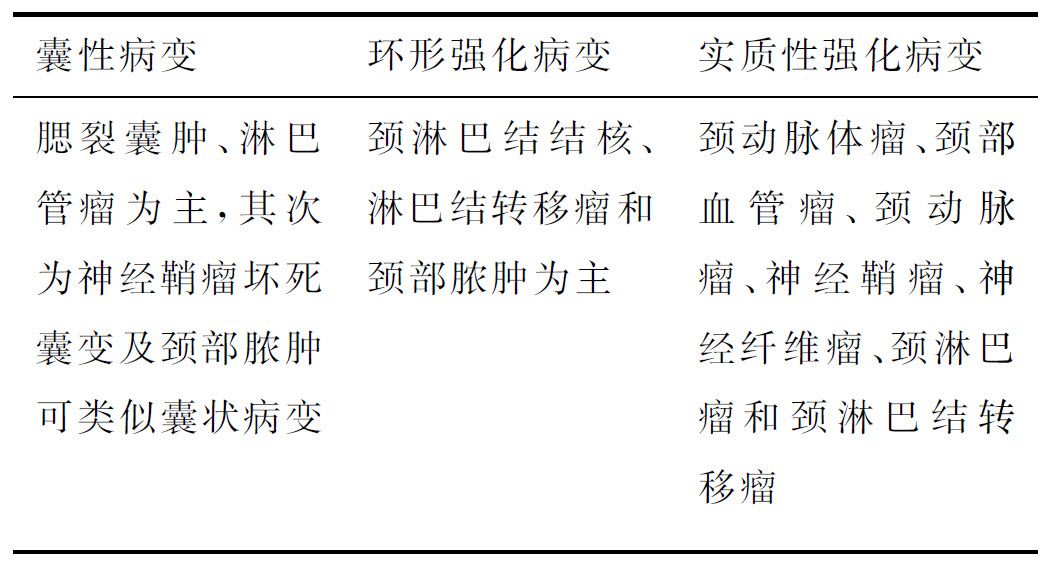 囊性病变
环形强化病变
实质性强化病变
腮裂囊肿、淋巴
管瘤为主,其次
为神经鞘瘤坏死
囊变及颈部脓肿
可类似囊状病变
颈淋巴结结核、
淋巴结转移瘤和
颈部脓肿为主
颈动脉体瘤、颈部
血管瘤、颈动脉
瘤、神经鞘瘤、神
经纤维瘤、颈淋巴
瘤和颈淋巴结转
移瘤